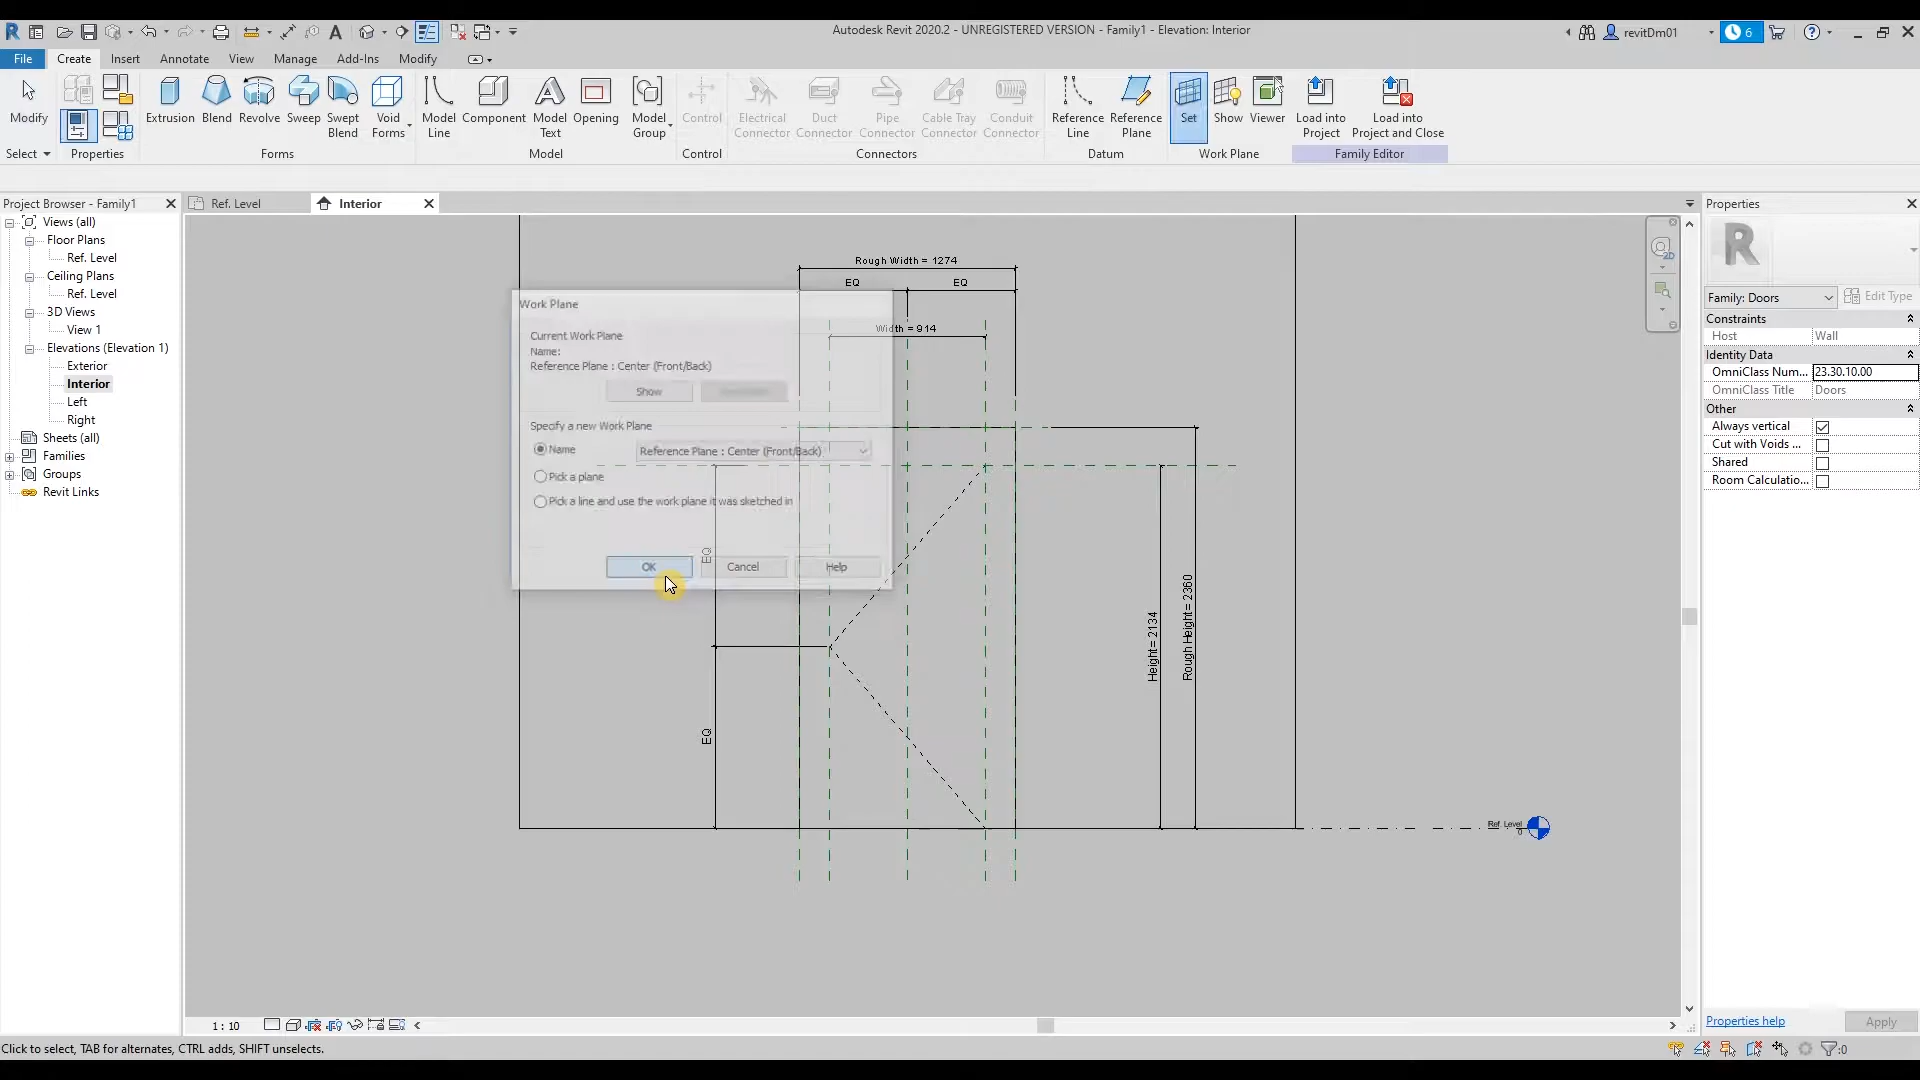 Autodesk Revit 2020.2 - UNREGISTERED VERSION - Family1 - Elevation: Interior
revitDm01
6
File Create Insert Annotate View Manage Add-Ins Modify
Modify
Extrusion Blend Revolve Sweep Swept Blend Void Forms
Model Line Component Model Text Opening Model Group
Control
Electrical Connector Duct Connector Pipe Connector Cable Tray Connector Conduit Connector
Reference Line Reference Plane
Set Show Viewer
Load into Project Load into Project and Close
Select Properties Forms Model Control Connectors Datum Work Plane Family Editor
Project Browser - Family1
Ref. Level
Interior
Properties
Views (all)
Floor Plans
Ref. Level
Ceiling Plans
Ref. Level
3D Views
View 1
Elevations (Elevation 1)
Exterior
Interior
Left
Right
Sheets (all)
Families
Groups
Revit Links
Rough Width = 1274
EQ EQ
Width = 914
Work Plane
Current Work Plane
Name:
Reference Plane : Center (Front/Back)
Show
Specify a new Work Plane
Name
Reference Plane : Center (Front/Back)
Pick a plane
Pick a line and use the work plane it was sketched in
OK Cancel Help
EQ
EQ
Height = 2134
Rough Height = 2360
Ref. Level
0
R
Family: Doors
Edit Type
Constraints
Host Wall
Identity Data
OmniClass Num... 23.30.10.00
OmniClass Title Doors
Other
Always vertical
Cut with Voids ...
Shared
Room Calculatio...
Properties help
Apply
1 : 10
Click to select, TAB for alternates, CTRL adds, SHIFT unselects.
:0